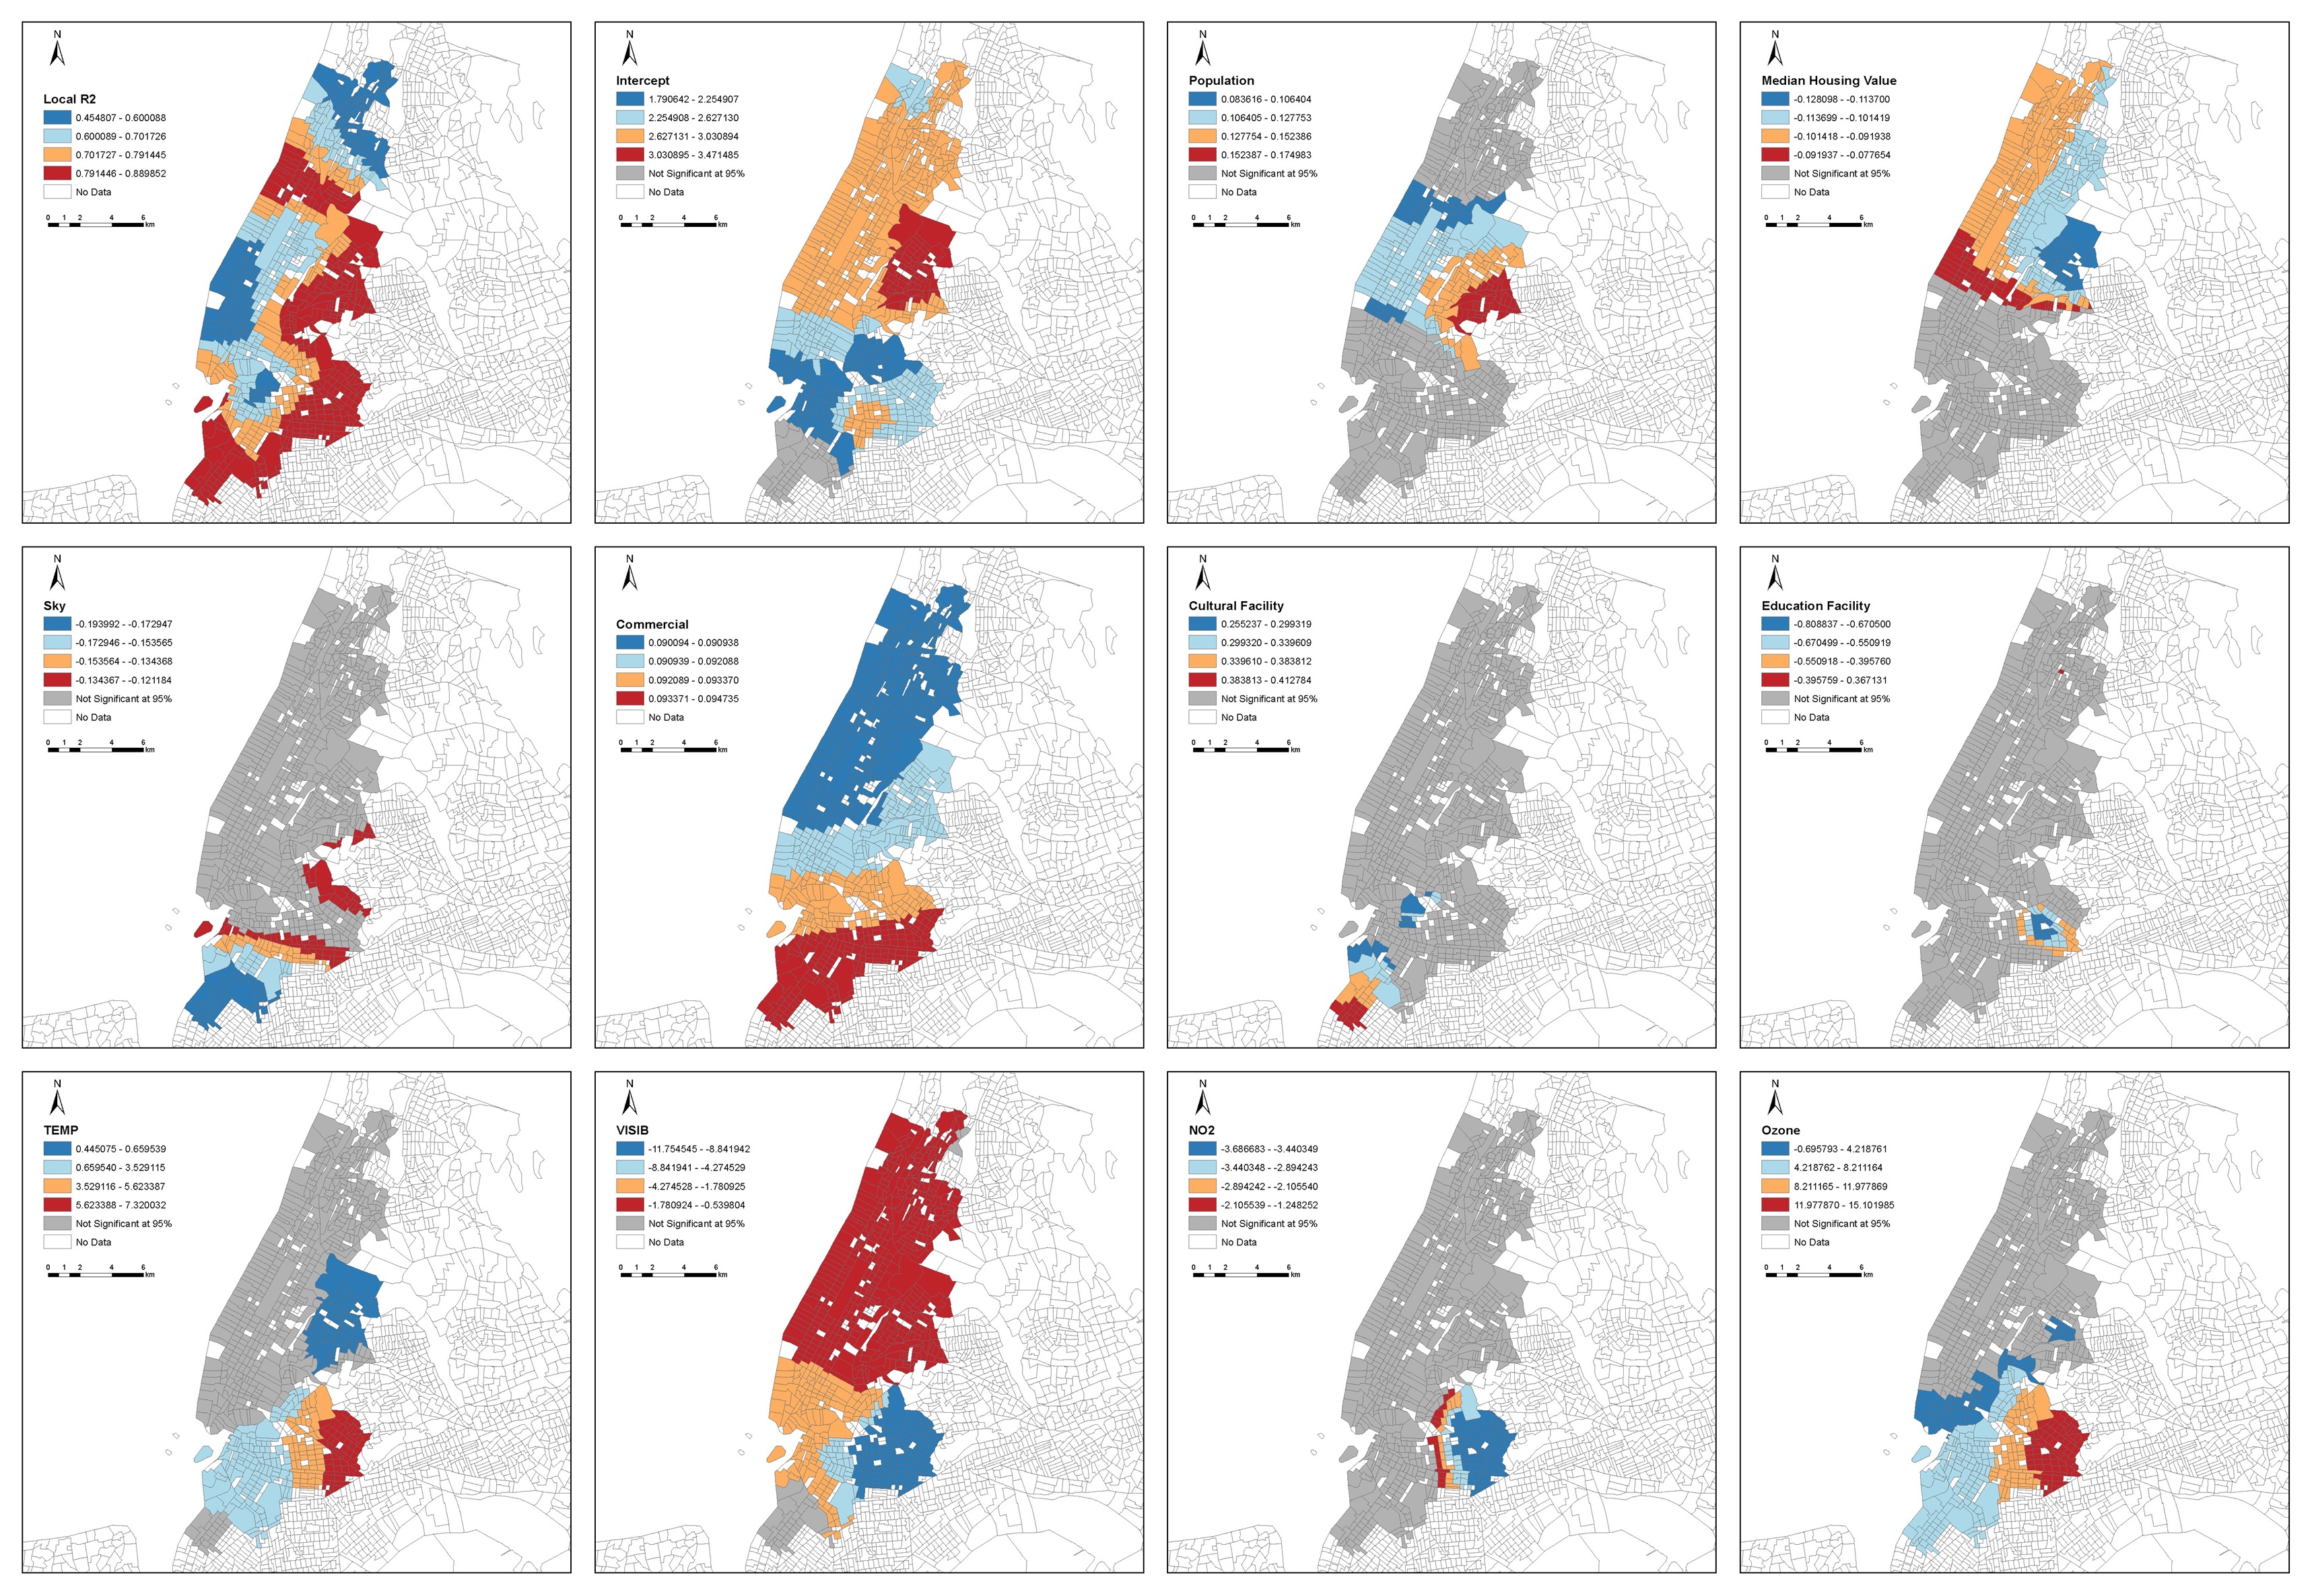 N
Local R2
0.454807 - 0.600088
0.600089 - 0.701726
0.701727 - 0.791445
0.791446 - 0.889852
No Data
0 1 2 4 6
km
N
Intercept
1.790642 - 2.254907
2.254908 - 2.627130
2.627131 - 3.030894
3.030895 - 3.471485
Not Significant at 95%
No Data
0 1 2 4 6
km
N
Population
0.083616 - 0.106404
0.106405 - 0.127753
0.127754 - 0.152386
0.152387 - 0.174983
Not Significant at 95%
No Data
0 1 2 4 6
km
N
Median Housing Value
-0.128098 - -0.113700
-0.113699 - -0.101419
-0.101418 - -0.091938
-0.091937 - -0.077654
Not Significant at 95%
No Data
0 1 2 4 6
km
N
Sky
-0.193992 - -0.172947
-0.172946 - -0.153565
-0.153564 - -0.134368
-0.134367 - -0.121184
Not Significant at 95%
No Data
0 1 2 4 6
km
N
Commercial
0.090094 - 0.090938
0.090939 - 0.092088
0.092089 - 0.093370
0.093371 - 0.094735
No Data
0 1 2 4 6
km
N
Cultural Facility
0.255237 - 0.299319
0.299320 - 0.339609
0.339610 - 0.383812
0.383813 - 0.412784
Not Significant at 95%
No Data
0 1 2 4 6
km
N
Education Facility
-0.808837 - -0.670500
-0.670499 - -0.550919
-0.550918 - -0.395760
-0.395759 - 0.367131
Not Significant at 95%
No Data
0 1 2 4 6
km
N
TEMP
0.445075 - 0.659539
0.659540 - 3.529115
3.529116 - 5.623387
5.623388 - 7.320032
Not Significant at 95%
No Data
0 1 2 4 6
km
N
VISIB
-11.754545 - -8.841942
-8.841941 - -4.274529
-4.274528 - -1.780925
-1.780924 - -0.539804
Not Significant at 95%
No Data
0 1 2 4 6
km
N
NO2
-3.686683 - -3.440349
-3.440348 - -2.894243
-2.894242 - -2.105540
-2.105539 - -1.248252
Not Significant at 95%
No Data
0 1 2 4 6
km
N
Ozone
-0.695793 - 4.218761
4.218762 - 8.211164
8.211165 - 11.977869
11.977870 - 15.101985
Not Significant at 95%
No Data
0 1 2 4 6
km